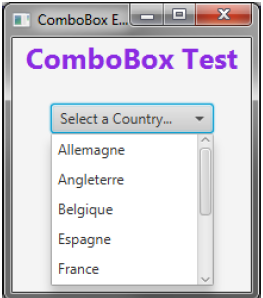 ComboBox E...
ComboBox Test
Select a Country...
Allemagne
Angleterre
Belgique
Espagne
France